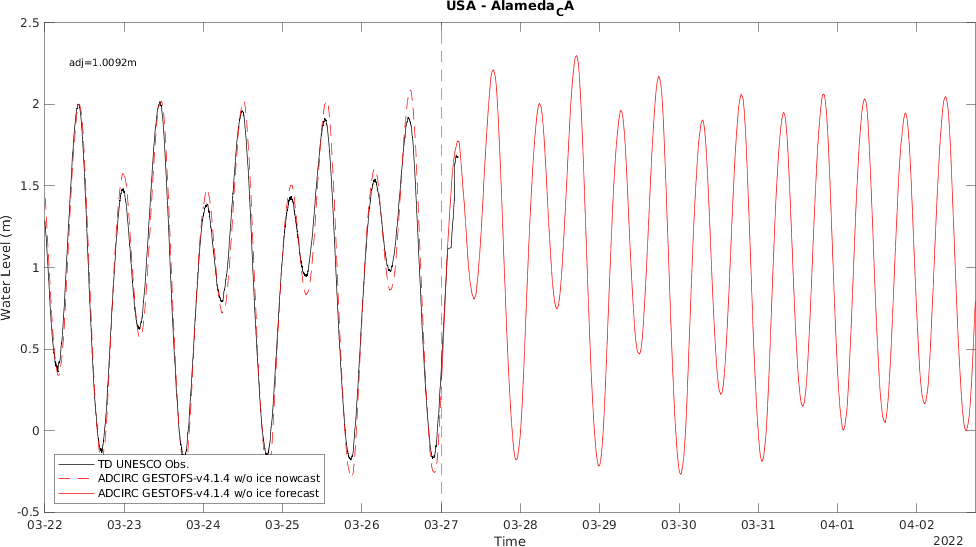 USA - Alameda_CA
2.5
adj=1.0092m
2
1.5
1
0.5
0
-0.5
Water Level (m)
TD UNESCO Obs.
ADCIRC GESTOFS-v4.1.4 w/o ice nowcast
ADCIRC GESTOFS-v4.1.4 w/o ice forecast
03-22 03-23 03-24 03-25 03-26 03-27 03-28 03-29 03-30 03-31 04-01 04-02
Time
2022